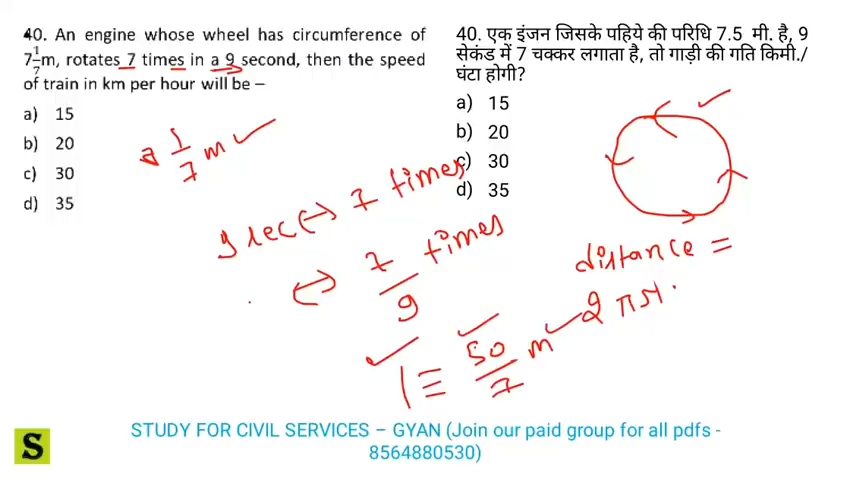 40. An engine whose wheel has circumference of
7 1/7 m, rotates 7 times in a 9 second, then the speed
of train in km per hour will be –
a) 15
b) 20
c) 30
d) 35
40. एक इंजन जिसके पहिये की परिधि 7.5 मी. है, 9
सेकंड में 7 चक्कर लगाता है, तो गाड़ी की गति किमी./
घंटा होगी?
a) 15
b) 20
c) 30
d) 35
1/7 m
9 sec ↔ 7 times
↔ 7/9 times
1 ≡ 50/7 m
distance =
2πr.
S
STUDY FOR CIVIL SERVICES – GYAN (Join our paid group for all pdfs -
8564880530)